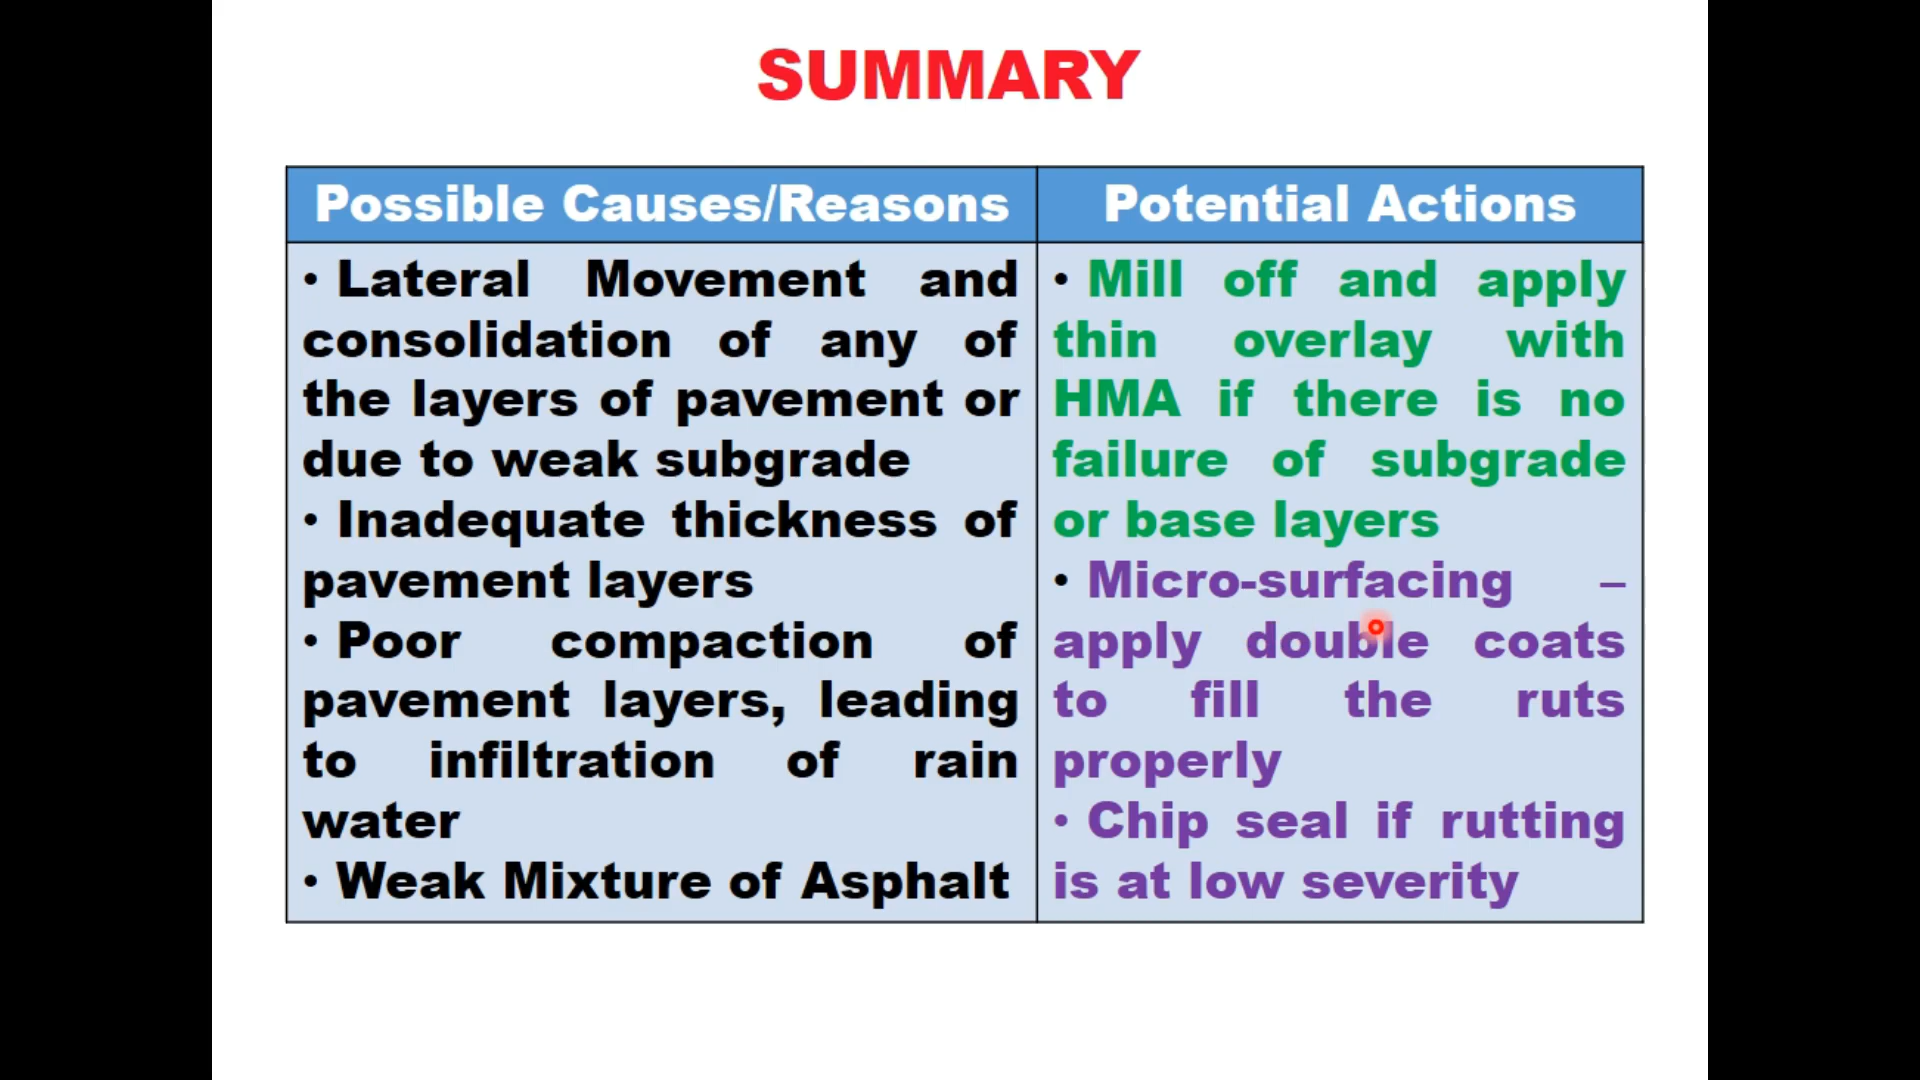 SUMMARY
Possible Causes/Reasons
• Lateral Movement and
consolidation of any of
the layers of pavement or
due to weak subgrade
• Inadequate thickness of
pavement layers
• Poor compaction of
pavement layers, leading
to infiltration of rain
water
• Weak Mixture of Asphalt
Potential Actions
• Mill off and apply
thin overlay with
HMA if there is no
failure of subgrade
or base layers
• Micro-surfacing –
apply double coats
to fill the ruts
properly
• Chip seal if rutting
is at low severity